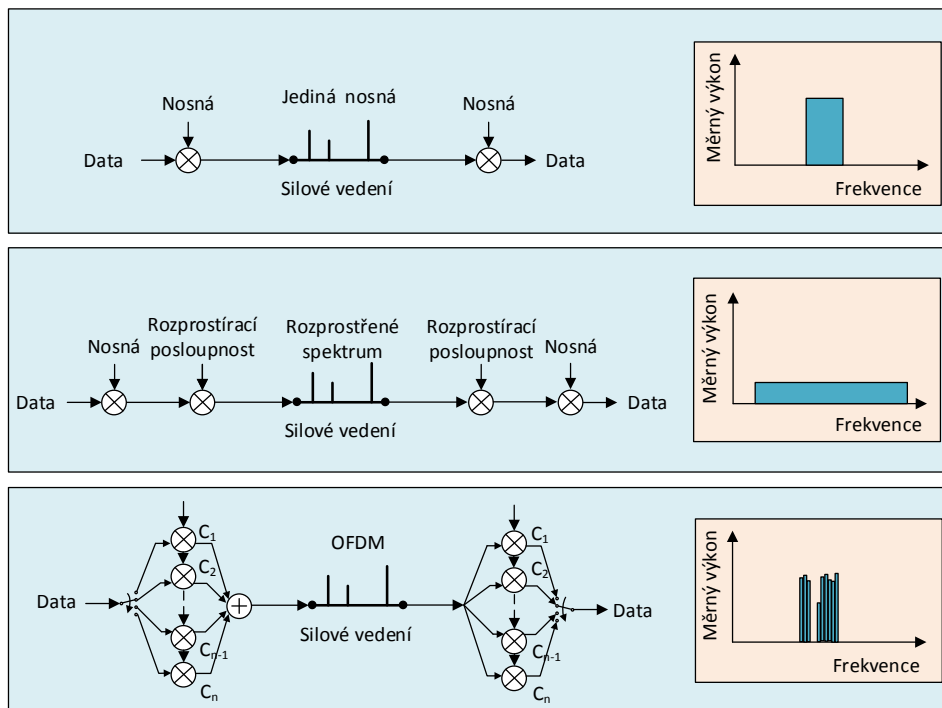 Jediná nosná
Nosná
Nosná
Data
Data
Silové vedení
Měrný výkon
Frekvence
Rozprostírací
posloupnost
Rozprostřené
spektrum
Rozprostírací
posloupnost
Nosná
Nosná
Data
Data
Silové vedení
Měrný výkon
Frekvence
C1
C2
Cn-1
Cn
OFDM
Data
Silové vedení
C1
C2
Cn-1
Cn
Data
Měrný výkon
Frekvence